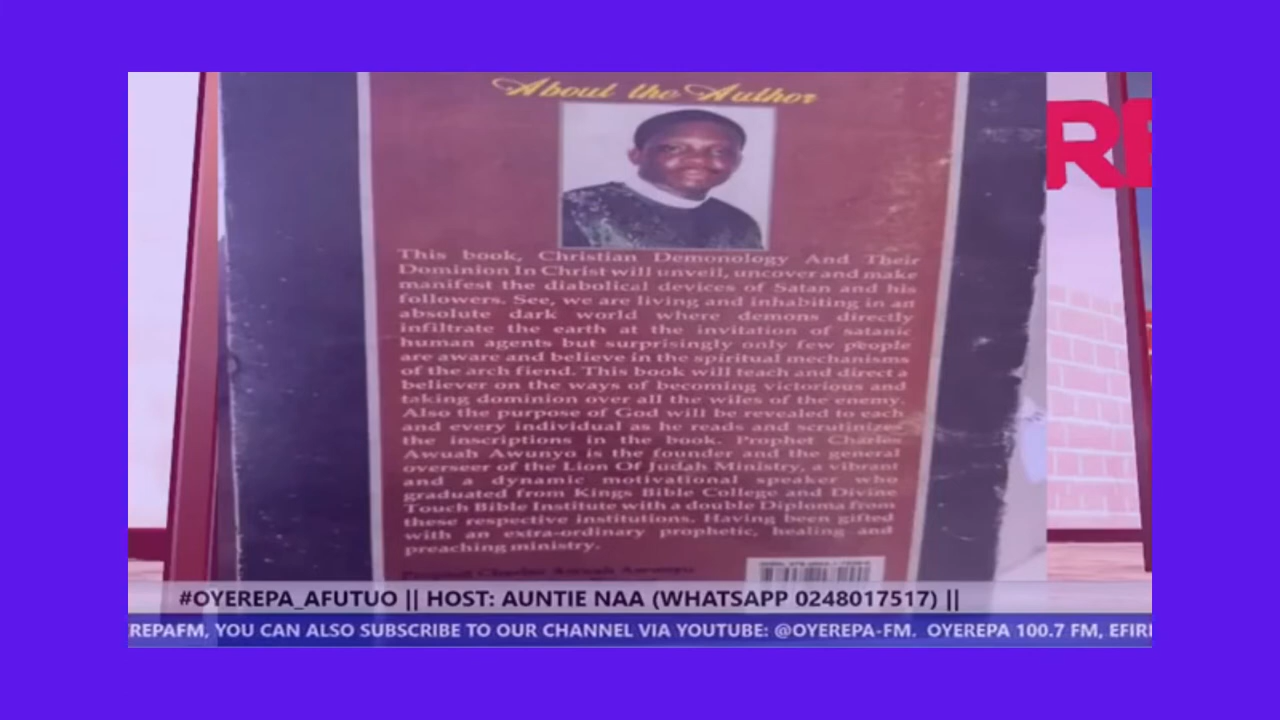 About the Author
RE
This book, Christian Demonology And Their
Dominion In Christ will unveil, uncover and make
manifest the diabolical devices of Satan and his
followers. See, we are living and inhabiting in an
absolute dark world where demons directly
infiltrate the earth at the invitation of satanic
human agents but surprisingly only few people
are aware and believe in the spiritual mechanisms
of the arch fiend. This book will teach and direct a
believer on the ways of becoming victorious and
taking dominion over all the wiles of the enemy.
Also the purpose of God will be revealed to each
and every individual as he reads and scrutinizes
the inscriptions in the book. Prophet Charles
Awuah Awunyo is the founder and the general
overseer of the Lion Of Judah Ministry, a vibrant
and a dynamic motivational speaker who
graduated from Kings Bible College and Divine
Touch Bible Institute with a double Diploma from
these respective institutions. Having been gifted
with an extra-ordinary prophetic, healing and
preaching ministry.
Prophet Charles Awuah Awunyo
#OYEREPA_AFUTUO || HOST: AUNTIE NAA (WHATSAPP 0248017517) ||
REPAFM, YOU CAN ALSO SUBSCRIBE TO OUR CHANNEL VIA YOUTUBE: @OYEREPA-FM. OYEREPA 100.7 FM, EFIRI